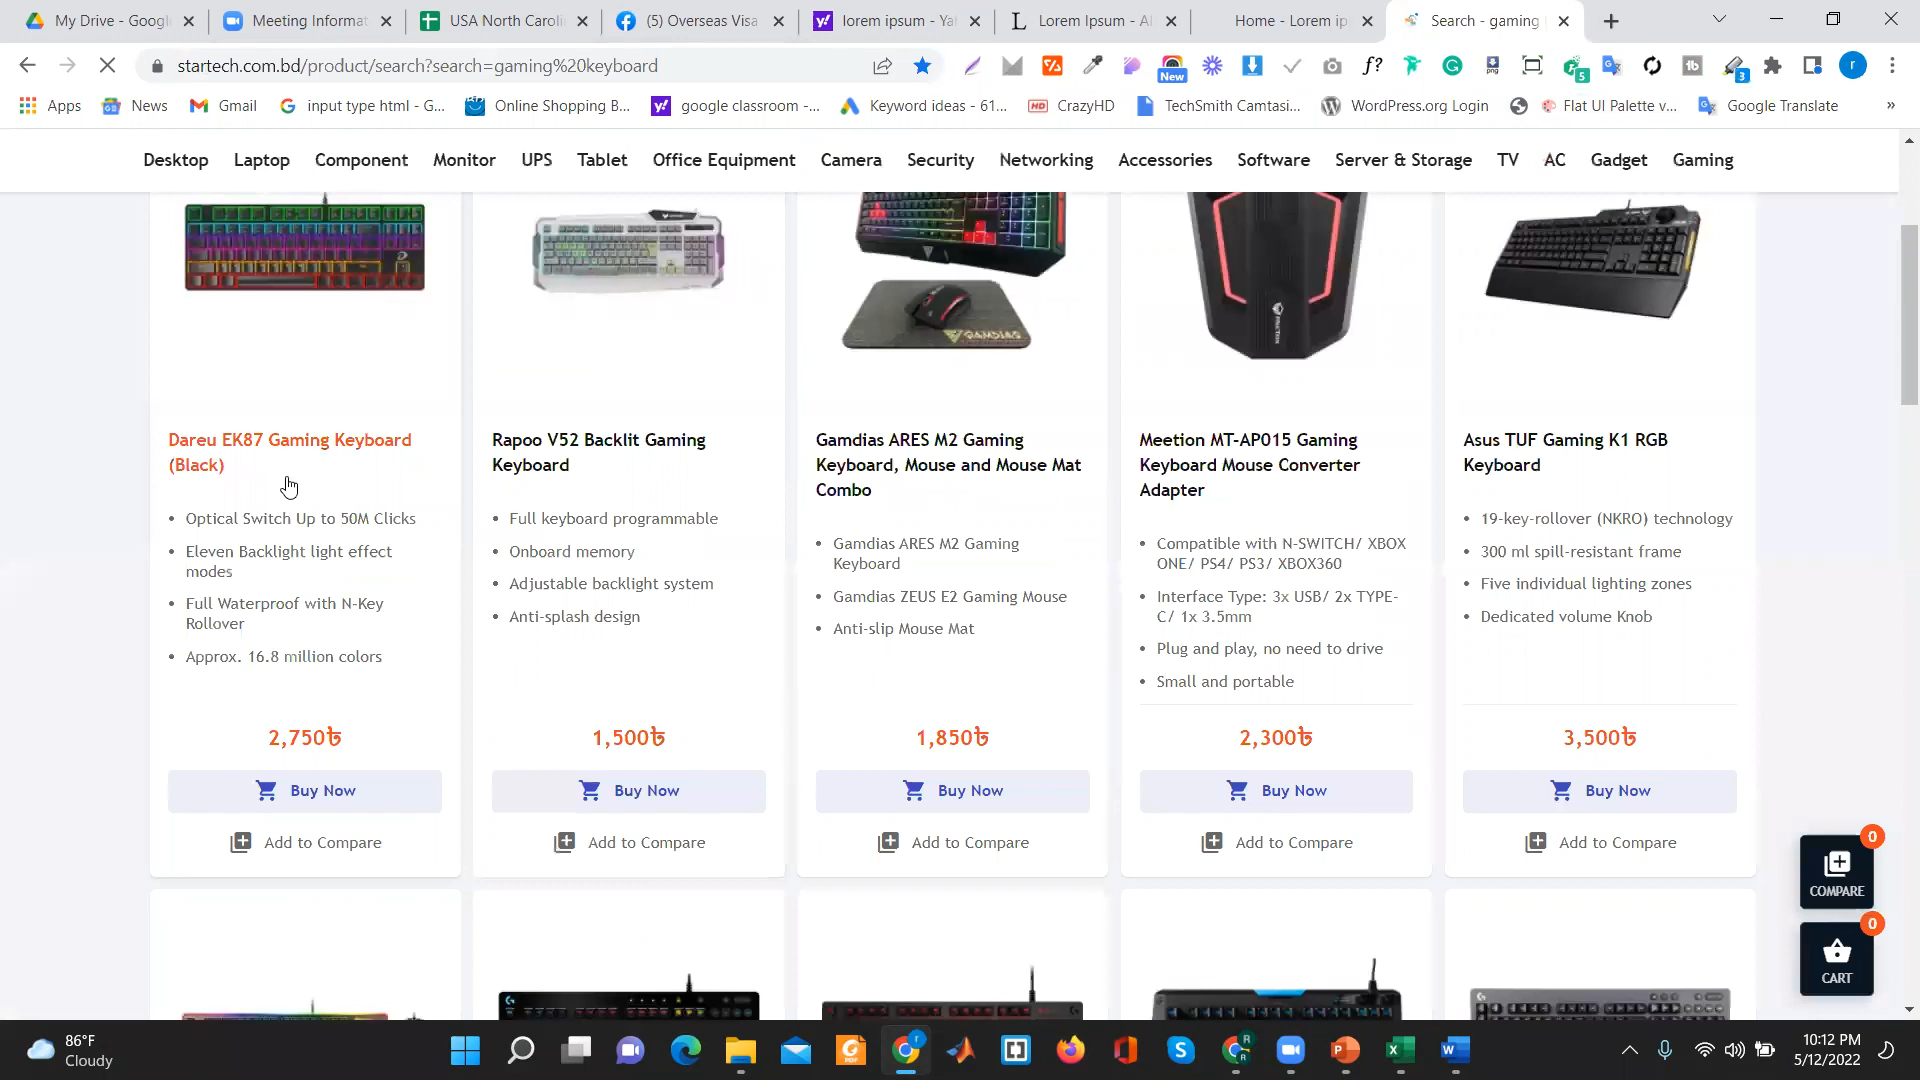 My Drive - Google
Meeting Informat
USA North Caroli
(5) Overseas Visa
lorem ipsum - Ya
Lorem Ipsum - Al
Home - Lorem ip
Search - gaming
startech.com.bd/product/search?search=gaming%20keyboard
New
5
3
r
Apps
News
Gmail
input type html - G...
Online Shopping B...
google classroom -...
Keyword ideas - 61...
CrazyHD
TechSmith Camtasi...
WordPress.org Login
Flat UI Palette v...
Google Translate
»
Desktop Laptop Component Monitor UPS Tablet Office Equipment Camera Security Networking Accessories Software Server & Storage TV AC Gadget Gaming
Dareu EK87 Gaming Keyboard
(Black)
• Optical Switch Up to 50M Clicks
• Eleven Backlight light effect
modes
• Full Waterproof with N-Key
Rollover
• Approx. 16.8 million colors
2,750৳
Buy Now
Add to Compare
Rapoo V52 Backlit Gaming
Keyboard
• Full keyboard programmable
• Onboard memory
• Adjustable backlight system
• Anti-splash design
1,500৳
Buy Now
Add to Compare
GAMDIAS
Gamdias ARES M2 Gaming
Keyboard, Mouse and Mouse Mat
Combo
• Gamdias ARES M2 Gaming
Keyboard
• Gamdias ZEUS E2 Gaming Mouse
• Anti-slip Mouse Mat
1,850৳
Buy Now
Add to Compare
Meetion MT-AP015 Gaming
Keyboard Mouse Converter
Adapter
• Compatible with N-SWITCH/ XBOX
ONE/ PS4/ PS3/ XBOX360
• Interface Type: 3x USB/ 2x TYPE-
C/ 1x 3.5mm
• Plug and play, no need to drive
• Small and portable
2,300৳
Buy Now
Add to Compare
Asus TUF Gaming K1 RGB
Keyboard
• 19-key-rollover (NKRO) technology
• 300 ml spill-resistant frame
• Five individual lighting zones
• Dedicated volume Knob
3,500৳
Buy Now
Add to Compare
0
COMPARE
0
CART
86°F
Cloudy
10:12 PM
5/12/2022